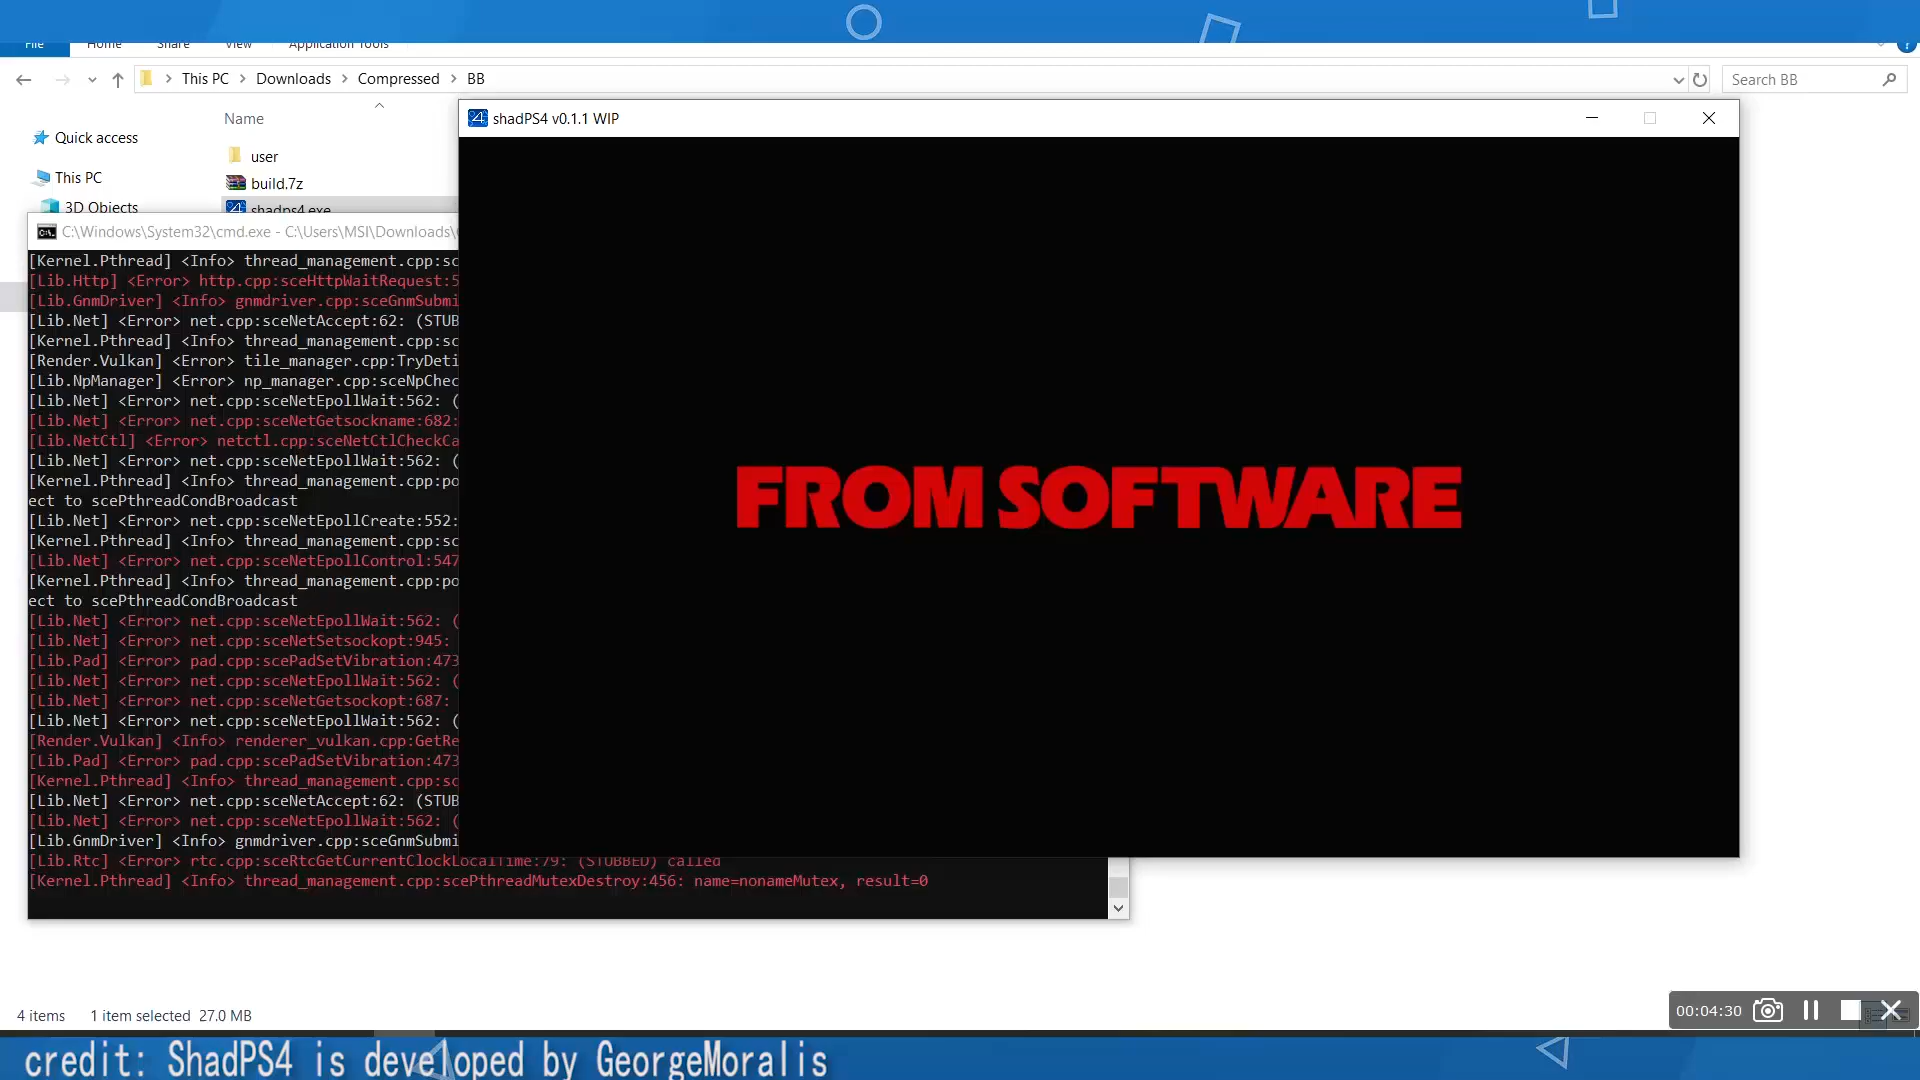 File Home Share View Application Tools
This PC Downloads Compressed BB
Search BB
Name
Quick access
user
This PC
build.7z
3D Objects
shadps4.exe
shadPS4 v0.1.1 WIP
C:\Windows\System32\cmd.exe - C:\Users\MSI\Downloads\
[Kernel.Pthread] <Info> thread_management.cpp:sc
[Lib.Http] <Error> http.cpp:sceHttpWaitRequest:5
[Lib.GnmDriver] <Info> gnmdriver.cpp:sceGnmSubmi
[Lib.Net] <Error> net.cpp:sceNetAccept:62: (STUB
[Kernel.Pthread] <Info> thread_management.cpp:sc
[Render.Vulkan] <Error> tile_manager.cpp:TryDeti
[Lib.NpManager] <Error> np_manager.cpp:sceNpChec
[Lib.Net] <Error> net.cpp:sceNetEpollWait:562: (
[Lib.Net] <Error> net.cpp:sceNetGetsockname:682:
[Lib.NetCtl] <Error> netctl.cpp:sceNetCtlCheckCa
[Lib.Net] <Error> net.cpp:sceNetEpollWait:562: (
[Kernel.Pthread] <Info> thread_management.cpp:po
ect to scePthreadCondBroadcast
[Lib.Net] <Error> net.cpp:sceNetEpollCreate:552:
[Kernel.Pthread] <Info> thread_management.cpp:sc
[Lib.Net] <Error> net.cpp:sceNetEpollControl:547
[Kernel.Pthread] <Info> thread_management.cpp:po
ect to scePthreadCondBroadcast
[Lib.Net] <Error> net.cpp:sceNetEpollWait:562: (
[Lib.Net] <Error> net.cpp:sceNetSetsockopt:945:
[Lib.Pad] <Error> pad.cpp:scePadSetVibration:473
[Lib.Net] <Error> net.cpp:sceNetEpollWait:562: (
[Lib.Net] <Error> net.cpp:sceNetGetsockopt:687:
[Lib.Net] <Error> net.cpp:sceNetEpollWait:562: (
[Render.Vulkan] <Info> renderer_vulkan.cpp:GetRe
[Lib.Pad] <Error> pad.cpp:scePadSetVibration:473
[Kernel.Pthread] <Info> thread_management.cpp:sc
[Lib.Net] <Error> net.cpp:sceNetAccept:62: (STUB
[Lib.Net] <Error> net.cpp:sceNetEpollWait:562: (
[Lib.GnmDriver] <Info> gnmdriver.cpp:sceGnmSubmi
[Lib.Rtc] <Error> rtc.cpp:sceRtcGetCurrentClockLocalTime:79: (STUBBED) called
[Kernel.Pthread] <Info> thread_management.cpp:scePthreadMutexDestroy:456: name=nonameMutex, result=0
FROM SOFTWARE
4 items 1 item selected 27.0 MB
00:04:30
credit: ShadPS4 is developed by GeorgeMoralis